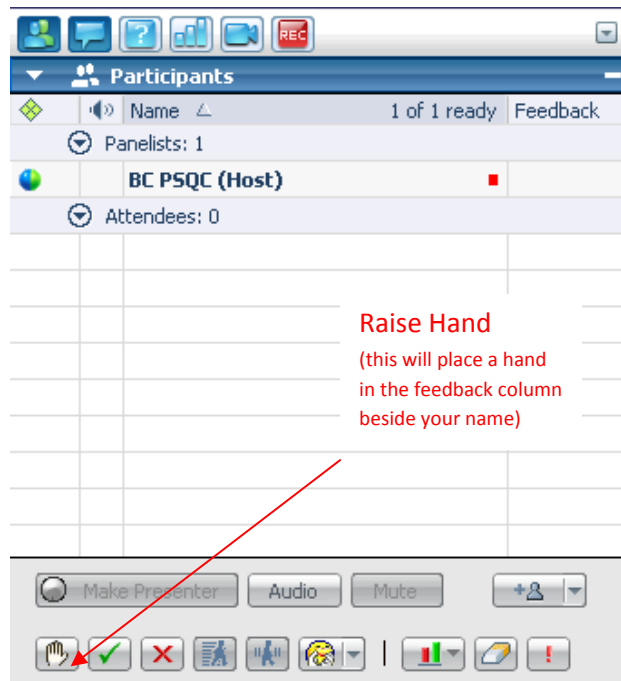 REC
Participants
Name 1 of 1 ready Feedback
Panelists: 1
BC PSQC (Host)
Attendees: 0
Raise Hand
(this will place a hand
in the feedback column
beside your name)
Make Presenter Audio Mute